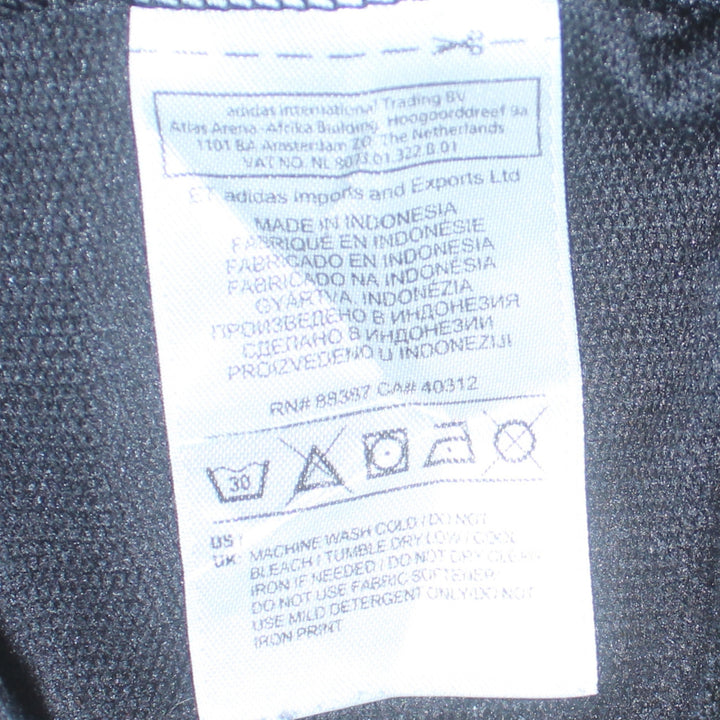 adidas International Trading BV
Atlas Arena-Afrika Building, Hoogoorddreef 9a
1101 BA Amsterdam ZO The Netherlands
VAT NO. NL 8073.01.322.B.01
adidas Imports and Exports Ltd
MADE IN INDONESIA
FABRIQUÉ EN INDONÉSIE
FABRICADO EN INDONESIA
FABRICADO NA INDONÉSIA
GYÁRTVA. INDONÉZIA
ПРОИЗВЕДЕНО В ИНДОНЕЗИЯ
СДЕЛАНО В ИНДОНЕЗИИ
PROIZVEDENO U INDONEZIJI
RN# 88387 CA# 40312
30
US /
UK: MACHINE WASH COLD / DO NOT
BLEACH / TUMBLE DRY LOW / COOL
IRON IF NEEDED / DO NOT DRY CLEAN
DO NOT USE FABRIC SOFTENER/
USE MILD DETERGENT ONLY/DO NOT
IRON PRINT